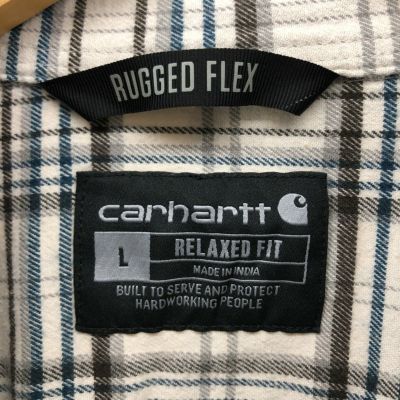 RUGGED FLEX
carhartt
L
RELAXED FIT
MADE IN INDIA
BUILT TO SERVE AND PROTECT
HARDWORKING PEOPLE